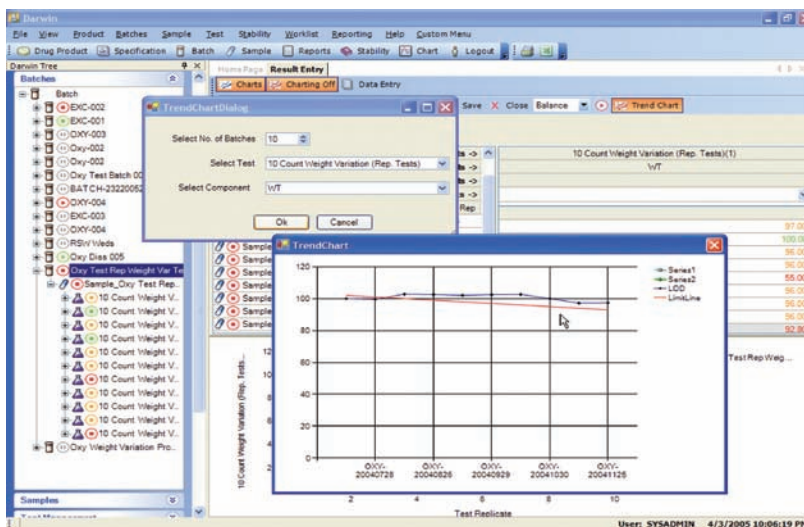 Darwin
File View Product Batches Sample Test Stability Worklist Reporting Help Custom Menu
Drug Product Specification Batch Sample Reports Stability Chart Logout
Darwin Tree
Batches
Batch
EXC-002
EXC-001
OXY-003
Oxy-002
Oxy-002
Oxy Test Batch 00
BATCH-23220052
OXY-004
EXC-003
OXY-004
RSW Weds
Oxy Diss 005
Oxy Test Rep Weight Var Te
Sample_Oxy Test Rep...
10 Count Weight V...
10 Count Weight V...
10 Count Weight V...
10 Count Weight V...
10 Count Weight V...
10 Count Weight V...
10 Count Weight V...
10 Count Weight V...
10 Count Weight V...
10 Count Weight V...
Oxy Weight Variation Pro...
Samples
Home Page Result Entry
Charts Charting Off Data Entry
Save Close Balance Trend Chart
TrendChartDialog
Select No. of Batches 10
Select Test 10 Count Weight Variation (Rep. Tests)
Select Component WT
Ok Cancel
10 Count Weight Variation (Rep. Tests)(1)
WT
Rep
97.00
100.00
96.00
96.00
55.00
96.00
96.00
96.00
92.80
Sample
Sample
Sample
Sample
Sample
Sample
Sample
TrendChart
120
100
80
60
40
20
0
OXY-20040728
OXY-20040826
OXY-20040929
OXY-20041030
OXY-20041125
Series1
Series2
LOD
LimitLine
10 Count Weight Variation (Rep. Tests...
2 4 6 8 10
Test Replicate
Test Rep Weig...
User: SYSADMIN 4/3/2005 10:06:19 PM